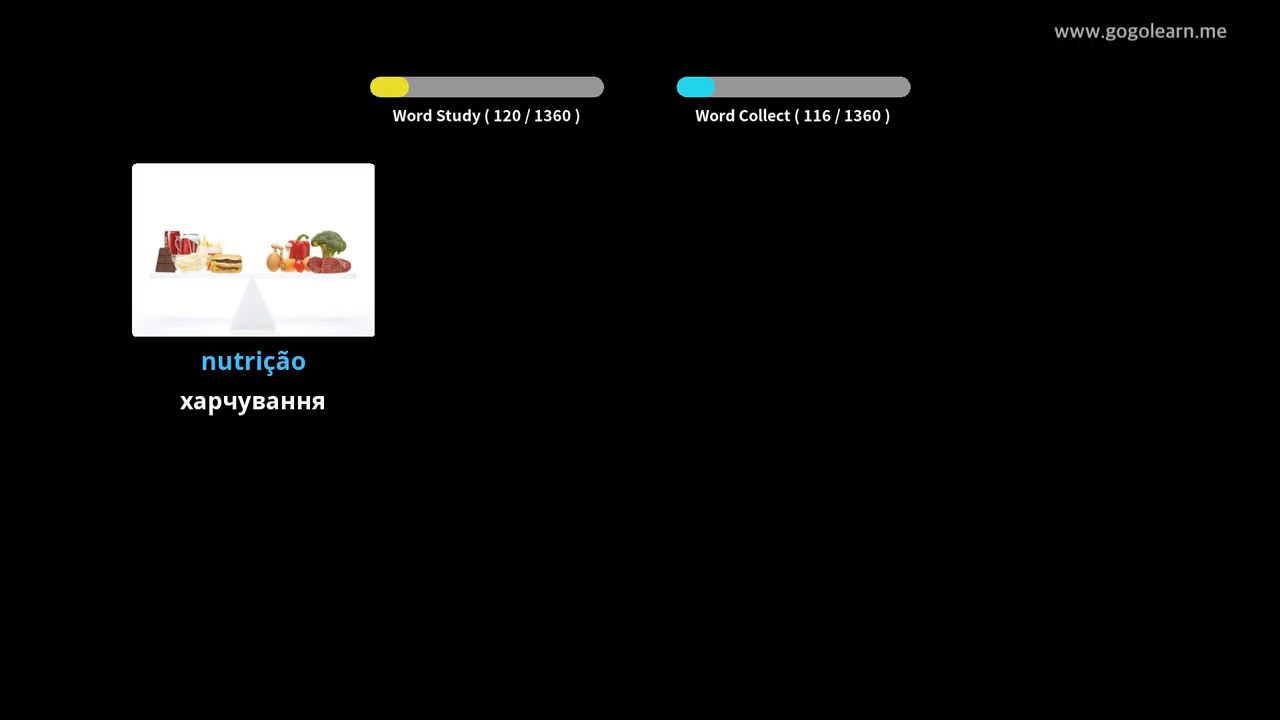 www.gogolearn.me
Word Study ( 120 / 1360 )
Word Collect ( 116 / 1360 )
nutrição
харчування